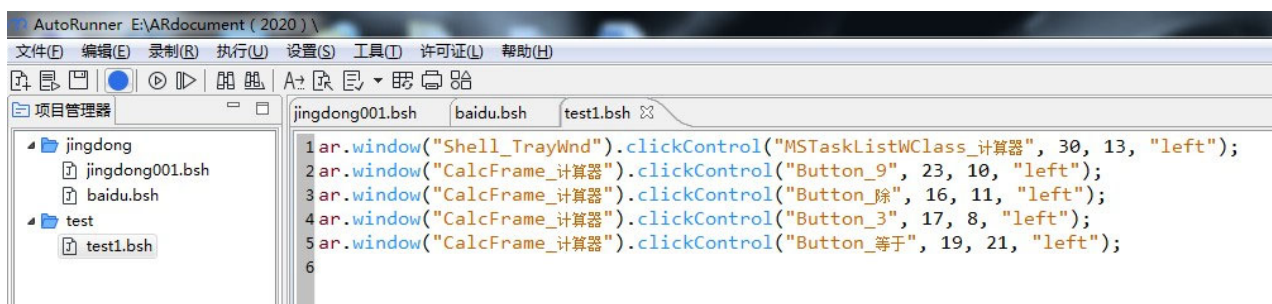 AutoRunner E:\ARdocument ( 2020 ) \
文件(F) 编辑(E) 录制(R) 执行(U) 设置(S) 工具(T) 许可证(L) 帮助(H)
项目管理器
jingdong
jingdong001.bsh
baidu.bsh
test
test1.bsh
jingdong001.bsh baidu.bsh test1.bsh
1 ar.window("Shell_TrayWnd").clickControl("MSTaskListWClass_计算器", 30, 13, "left");
2 ar.window("CalcFrame_计算器").clickControl("Button_9", 23, 10, "left");
3 ar.window("CalcFrame_计算器").clickControl("Button_除", 16, 11, "left");
4 ar.window("CalcFrame_计算器").clickControl("Button_3", 17, 8, "left");
5 ar.window("CalcFrame_计算器").clickControl("Button_等于", 19, 21, "left");
6